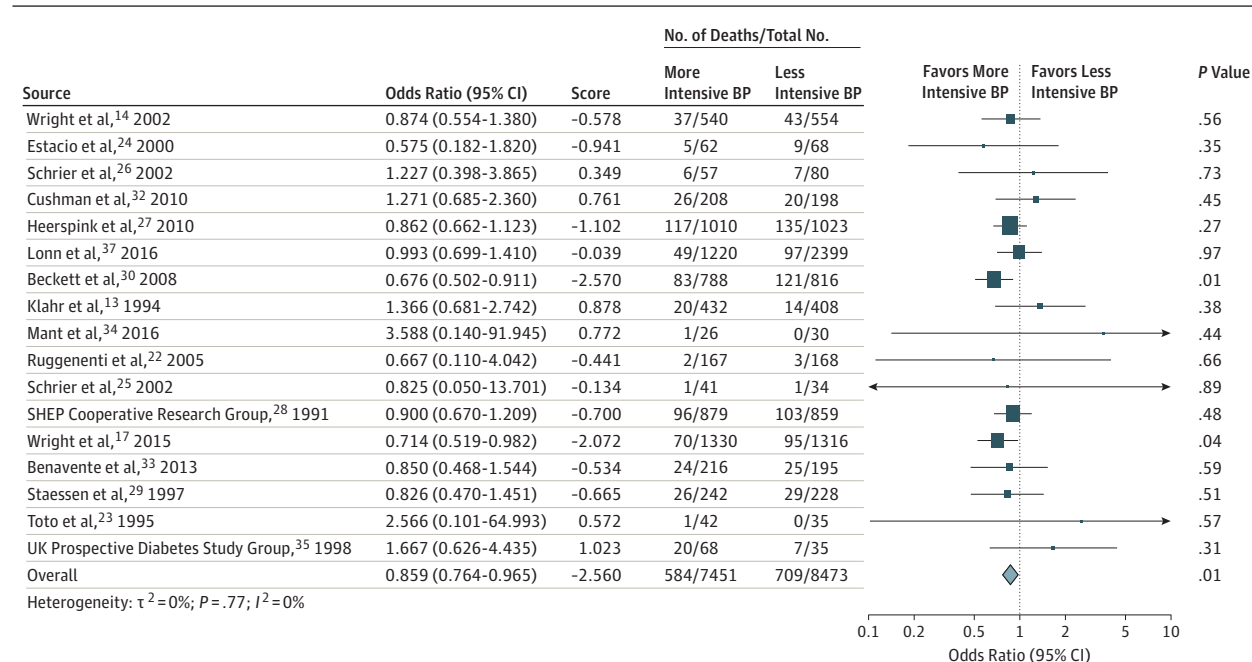 No. of Deaths/Total No.
Source Odds Ratio (95% CI) Score More Intensive BP Less Intensive BP Favors More Intensive BP Favors Less Intensive BP P Value
Wright et al,14 2002 0.874 (0.554-1.380) -0.578 37/540 43/554 .56
Estacio et al,24 2000 0.575 (0.182-1.820) -0.941 5/62 9/68 .35
Schrier et al,26 2002 1.227 (0.398-3.865) 0.349 6/57 7/80 .73
Cushman et al,32 2010 1.271 (0.685-2.360) 0.761 26/208 20/198 .45
Heerspink et al,27 2010 0.862 (0.662-1.123) -1.102 117/1010 135/1023 .27
Lonn et al,37 2016 0.993 (0.699-1.410) -0.039 49/1220 97/2399 .97
Beckett et al,30 2008 0.676 (0.502-0.911) -2.570 83/788 121/816 .01
Klahr et al,13 1994 1.366 (0.681-2.742) 0.878 20/432 14/408 .38
Mant et al,34 2016 3.588 (0.140-91.945) 0.772 1/26 0/30 .44
Ruggenenti et al,22 2005 0.667 (0.110-4.042) -0.441 2/167 3/168 .66
Schrier et al,25 2002 0.825 (0.050-13.701) -0.134 1/41 1/34 .89
SHEP Cooperative Research Group,28 1991 0.900 (0.670-1.209) -0.700 96/879 103/859 .48
Wright et al,17 2015 0.714 (0.519-0.982) -2.072 70/1330 95/1316 .04
Benavente et al,33 2013 0.850 (0.468-1.544) -0.534 24/216 25/195 .59
Staessen et al,29 1997 0.826 (0.470-1.451) -0.665 26/242 29/228 .51
Toto et al,23 1995 2.566 (0.101-64.993) 0.572 1/42 0/35 .57
UK Prospective Diabetes Study Group,35 1998 1.667 (0.626-4.435) 1.023 20/68 7/35 .31
Overall 0.859 (0.764-0.965) -2.560 584/7451 709/8473 .01
Heterogeneity: τ2=0%; P=.77; I2=0%
0.1 0.2 0.5 1 2 5 10
Odds Ratio (95% CI)